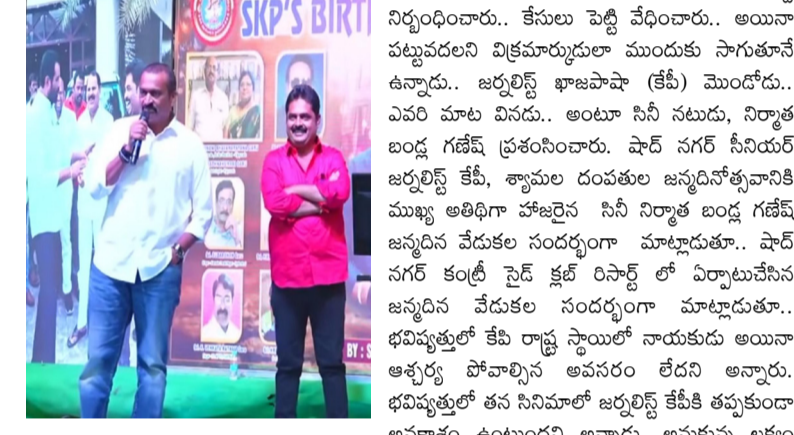 SKP'S BIRT
BY : S
నిర్బంధించారు.. కేసులు పెట్టి వేధించారు.. అయినా
పట్టువదలని విక్రమార్కుడులా ముందుకు సాగుతూనే
ఉన్నాడు.. జర్నలిస్ట్ ఖాజపాషా (కేపీ) మొండోడు..
ఎవరి మాట వినడు.. అంటూ సినీ నటుడు, నిర్మాత
బండ్ల గణేష్ ప్రశంసించారు. షాద్ నగర్ సీనియర్
జర్నలిస్ట్ కేపీ, శ్యామల దంపతుల జన్మదినోత్సవానికి
ముఖ్య అతిథిగా హాజరైన సినీ నిర్మాత బండ్ల గణేష్
జన్మదిన వేడుకల సందర్భంగా మాట్లాడుతూ.. షాద్
నగర్ కంట్రీ సైడ్ క్లబ్ రిసార్ట్ లో ఏర్పాటుచేసిన
జన్మదిన వేడుకల సందర్భంగా మాట్లాడుతూ..
భవిష్యత్తులో కేపి రాష్ట్ర స్థాయిలో నాయకుడు అయినా
ఆశ్చర్య పోవాల్సిన అవసరం లేదని అన్నారు.
భవిష్యత్తులో తన సినిమాలో జర్నలిస్ట్ కేపీకి తప్పకుండా